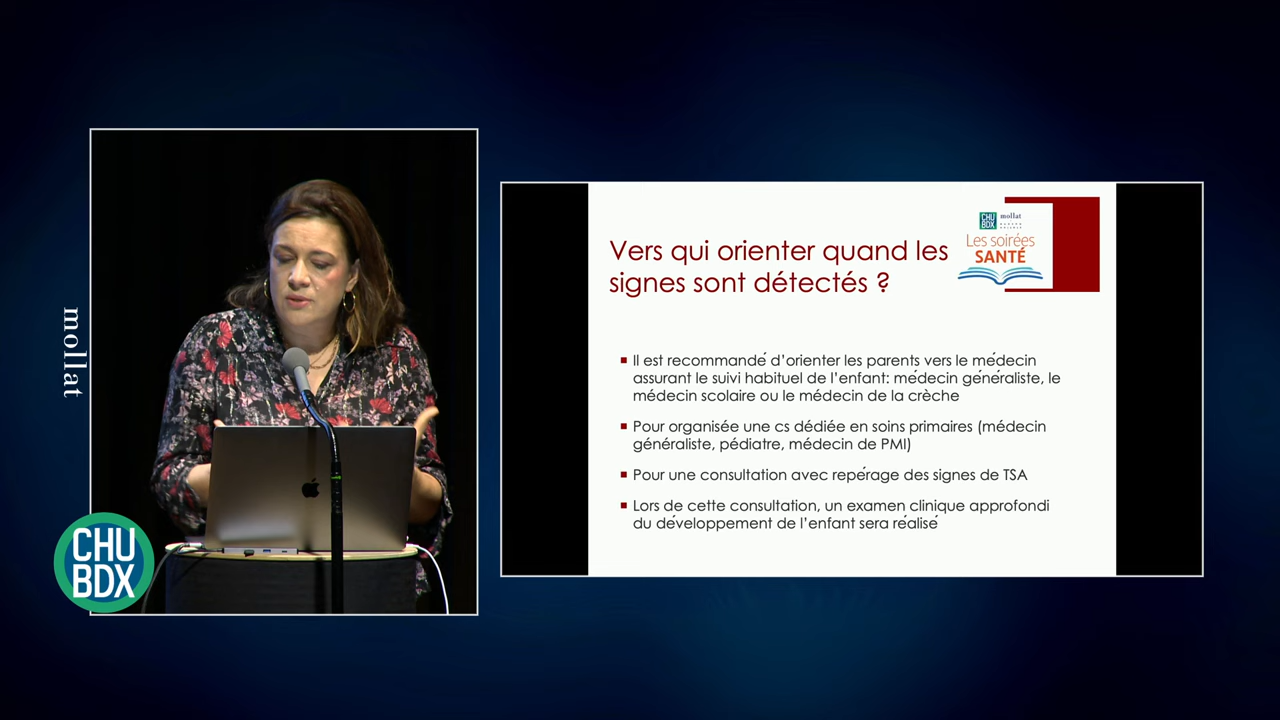 mollat
CHU
BDX
CHU
BDX
mollat
Les soirées
SANTÉ
Vers qui orienter quand les
signes sont détectés ?
Il est recommandé d’orienter les parents vers le médecin
assurant le suivi habituel de l’enfant: médecin généraliste, le
médecin scolaire ou le médecin de la crèche
Pour organisée une cs dédiée en soins primaires (médecin
généraliste, pédiatre, médecin de PMI)
Pour une consultation avec repérage des signes de TSA
Lors de cette consultation, un examen clinique approfondi
du développement de l’enfant sera réalisé